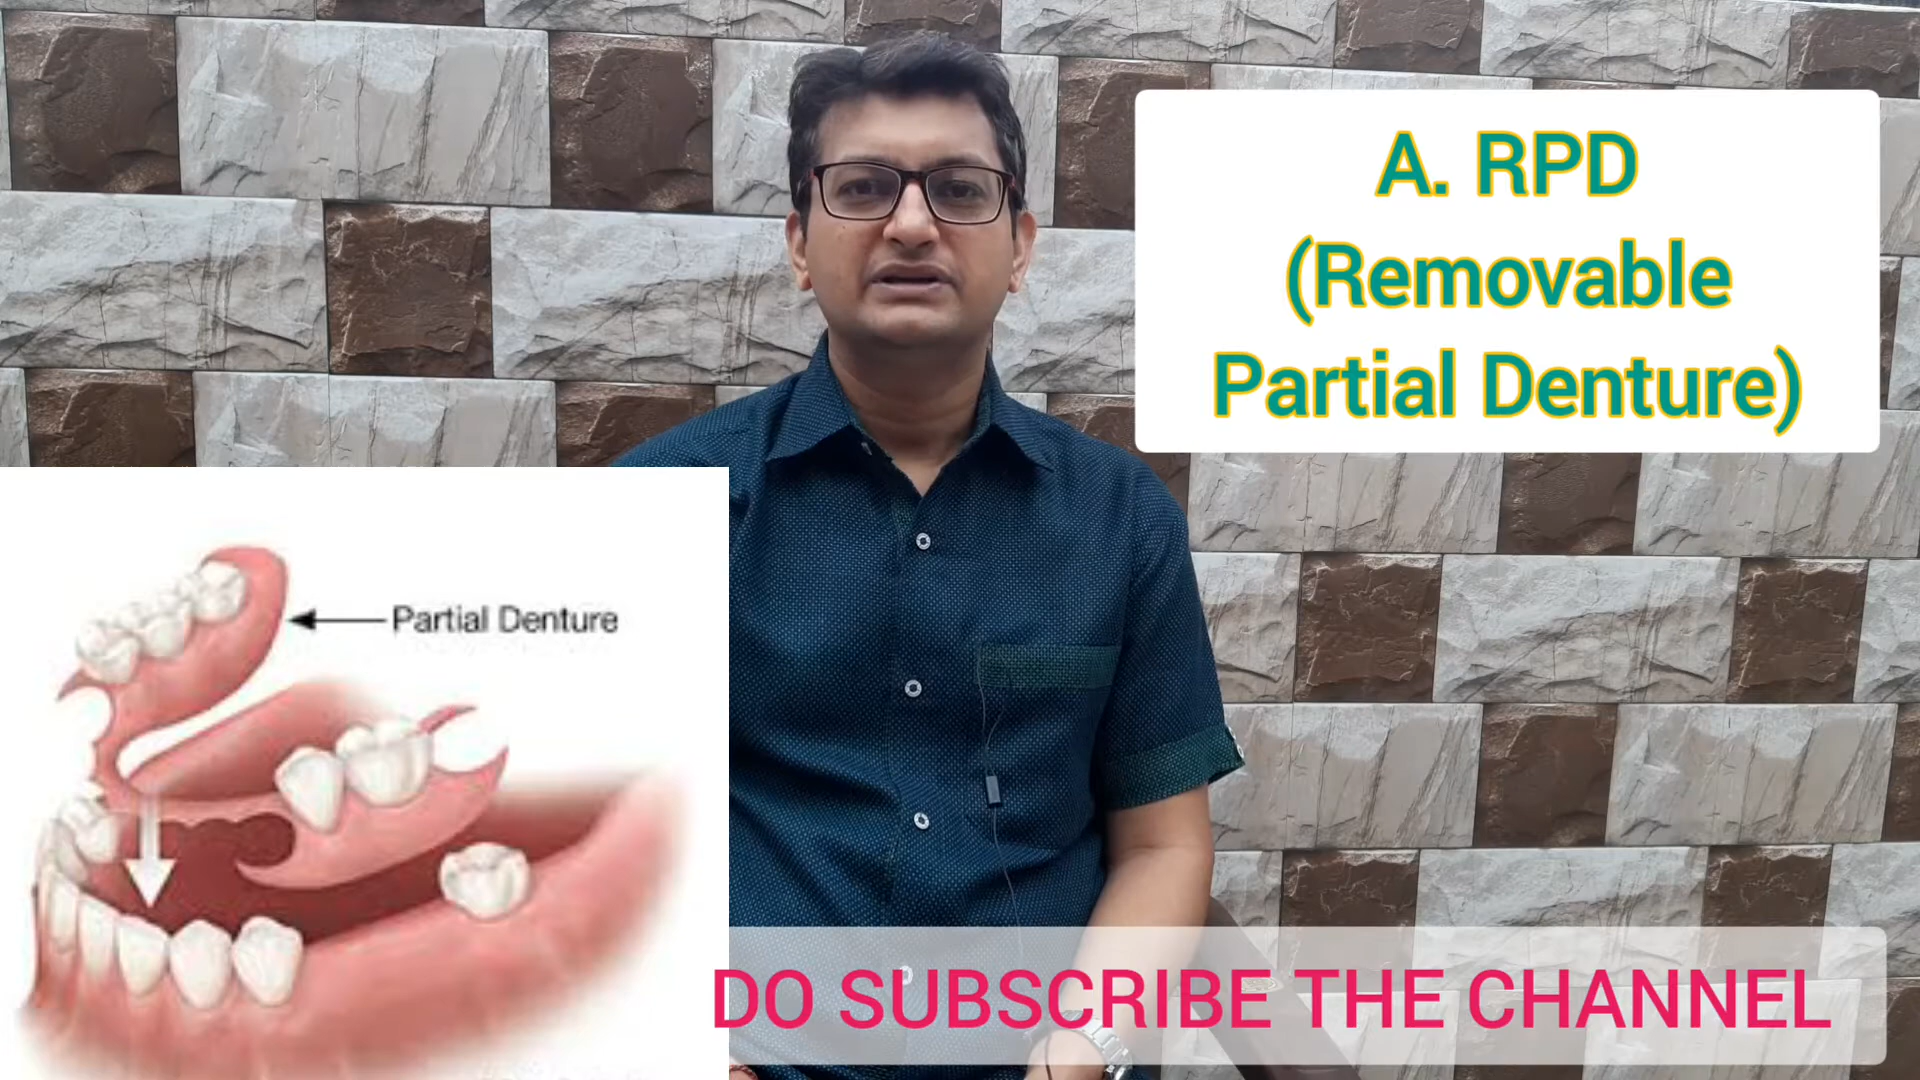 A. RPD
(Removable
Partial Denture)
Partial Denture
DO SUBSCRIBE THE CHANNEL